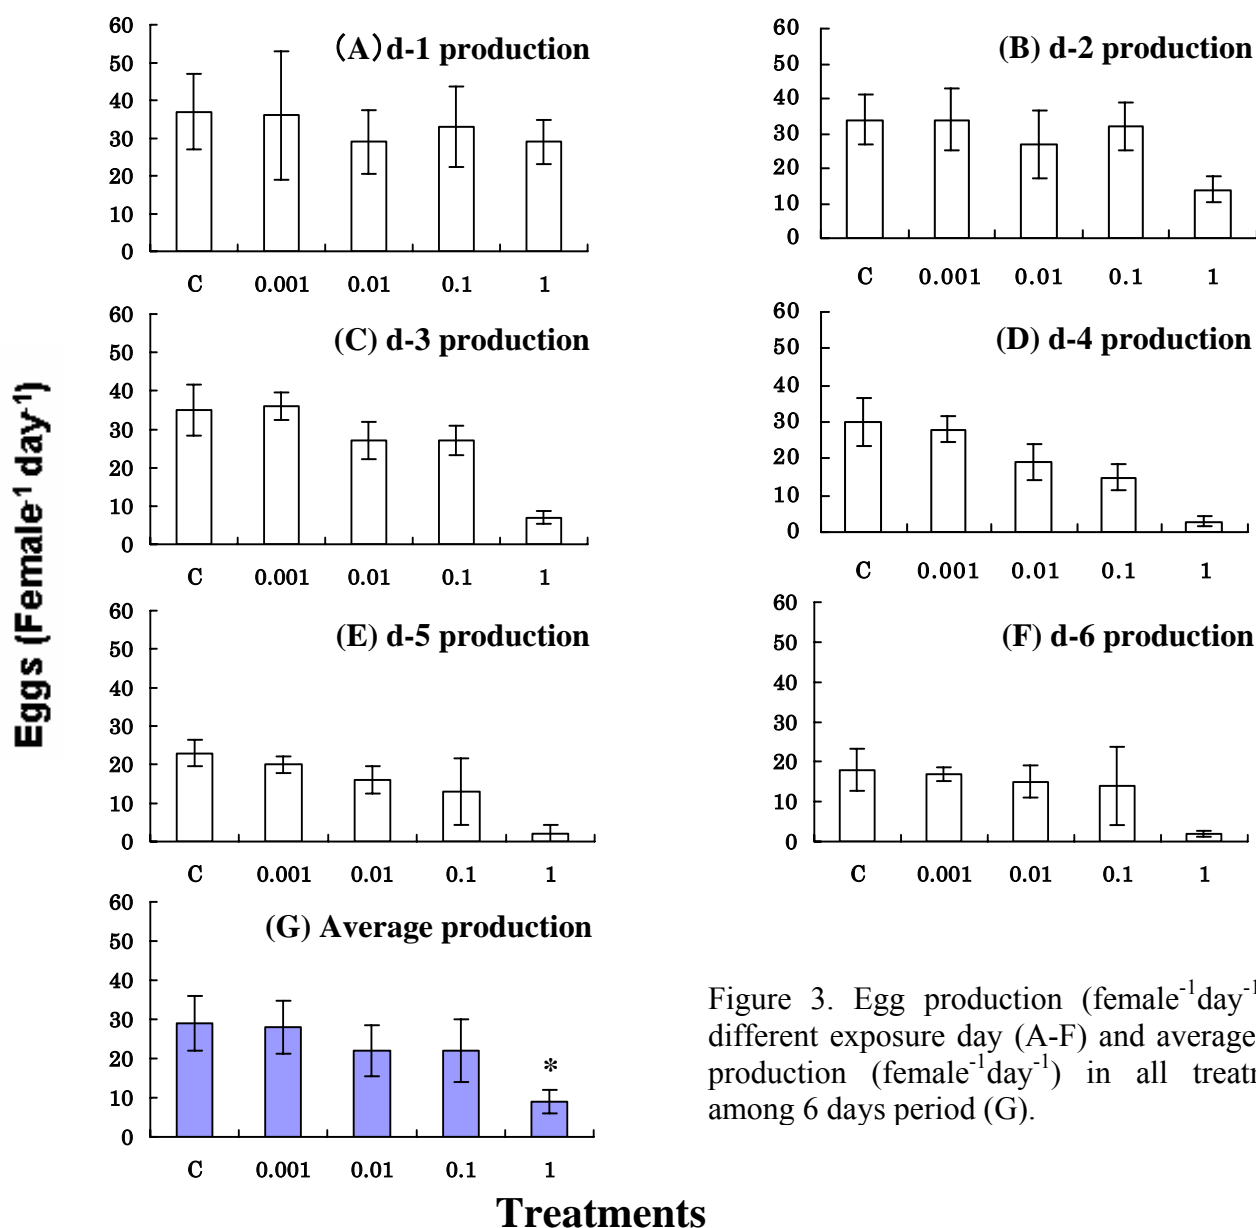 Eggs (Female-1 day-1)
(A) d-1 production
60
50
40
30
20
10
0
C 0.001 0.01 0.1 1
(B) d-2 production
60
50
40
30
20
10
0
C 0.001 0.01 0.1 1
(C) d-3 production
60
50
40
30
20
10
0
C 0.001 0.01 0.1 1
(D) d-4 production
60
50
40
30
20
10
0
C 0.001 0.01 0.1 1
(E) d-5 production
60
50
40
30
20
10
0
C 0.001 0.01 0.1 1
(F) d-6 production
60
50
40
30
20
10
0
C 0.001 0.01 0.1 1
(G) Average production
60
50
40
30
20
10
0
*
C 0.001 0.01 0.1 1
Treatments
Figure 3. Egg production (female-1day-1
different exposure day (A-F) and average
production (female-1day-1) in all treatm
among 6 days period (G).